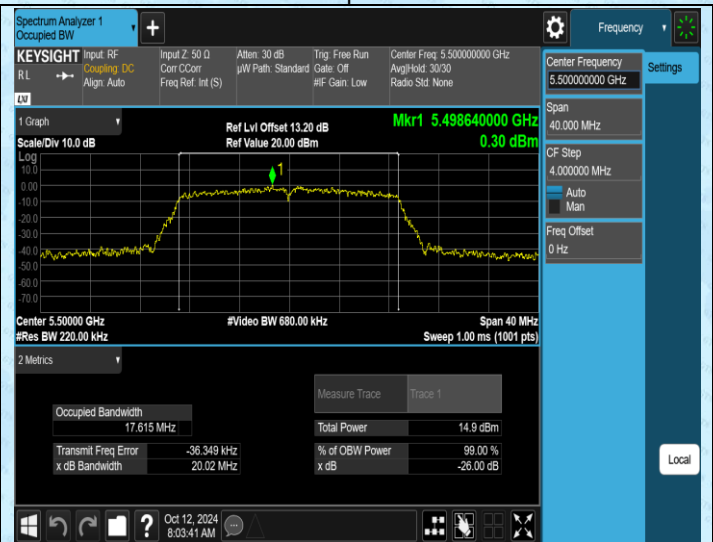 Spectrum Analyzer 1
Occupied BW
Frequency
KEYSIGHT
RL
LXI
Input: RF
Coupling: DC
Align: Auto
Input Z: 50 Ω
Corr CCorr
Freq Ref: Int (S)
Atten: 30 dB
µW Path: Standard
Trig: Free Run
Gate: Off
#IF Gain: Low
Center Freq: 5.500000000 GHz
Avg|Hold: 30/30
Radio Std: None
1 Graph
Scale/Div 10.0 dB
Ref Lvl Offset 13.20 dB
Ref Value 20.00 dBm
Mkr1 5.498640000 GHz
0.30 dBm
Log
10.0
0.00
-10.0
-20.0
-30.0
-40.0
-50.0
-60.0
-70.0
1
Center 5.50000 GHz
#Res BW 220.00 kHz
#Video BW 680.00 kHz
Span 40 MHz
Sweep 1.00 ms (1001 pts)
2 Metrics
Measure Trace Trace 1
Occupied Bandwidth
17.615 MHz
Total Power 14.9 dBm
Transmit Freq Error -36.349 kHz
x dB Bandwidth 20.02 MHz
% of OBW Power 99.00 %
x dB -26.00 dB
Center Frequency
5.500000000 GHz
Settings
Span
40.000 MHz
CF Step
4.000000 MHz
Auto
Man
Freq Offset
0 Hz
Local
?
Oct 12, 2024
8:03:41 AM